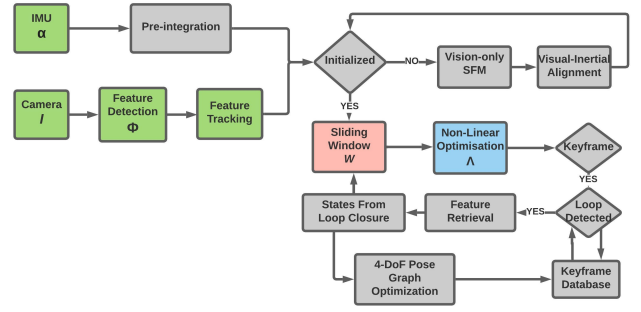 IMU
α
Pre-integration
Camera
I
Feature
Detection
Φ
Feature
Tracking
Initialized
NO
Vision-only
SFM
Visual-Inertial
Alignment
YES
Sliding
Window
W
Non-Linear
Optimisation
Λ
Keyframe
YES
Loop
Detected
YES
Feature
Retrieval
States From
Loop Closure
4-DoF Pose
Graph
Optimization
Keyframe
Database